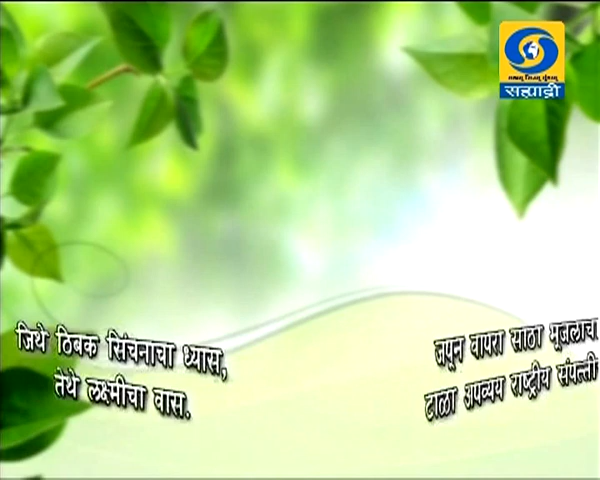 सह्याद्री
जिथे ठिबक सिंचनाचा ध्यास,
तेथे लक्ष्मीचा वास.
जपून वापरा साठा भूजलाचा
टाळा अपव्यय राष्ट्रीय संपत्ती